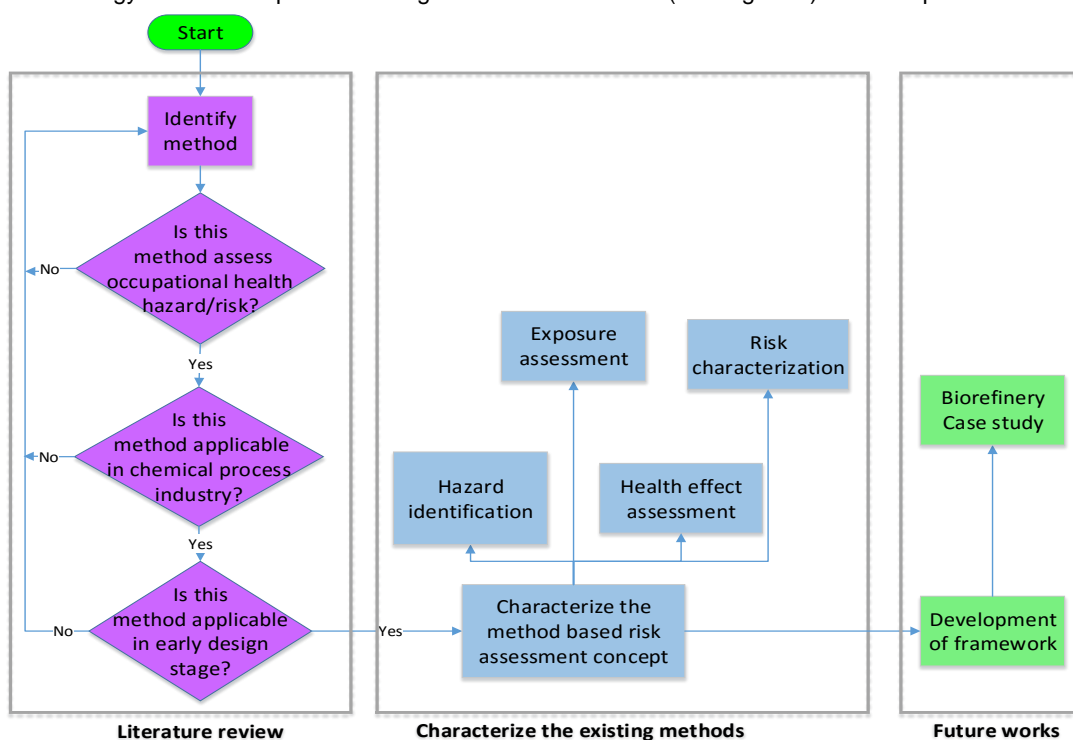 Start
Identify
method
Is this
method assess
occupational health
hazard/risk?
No
Yes
Is this
method applicable
in chemical process
industry?
No
Yes
Is this
method applicable
in early design
stage?
No
Yes
Exposure
assessment
Risk
characterization
Hazard
identification
Health effect
assessment
Characterize the
method based risk
assessment concept
Biorefinery
Case study
Development
of framework
Literature review
Characterize the existing methods
Future works